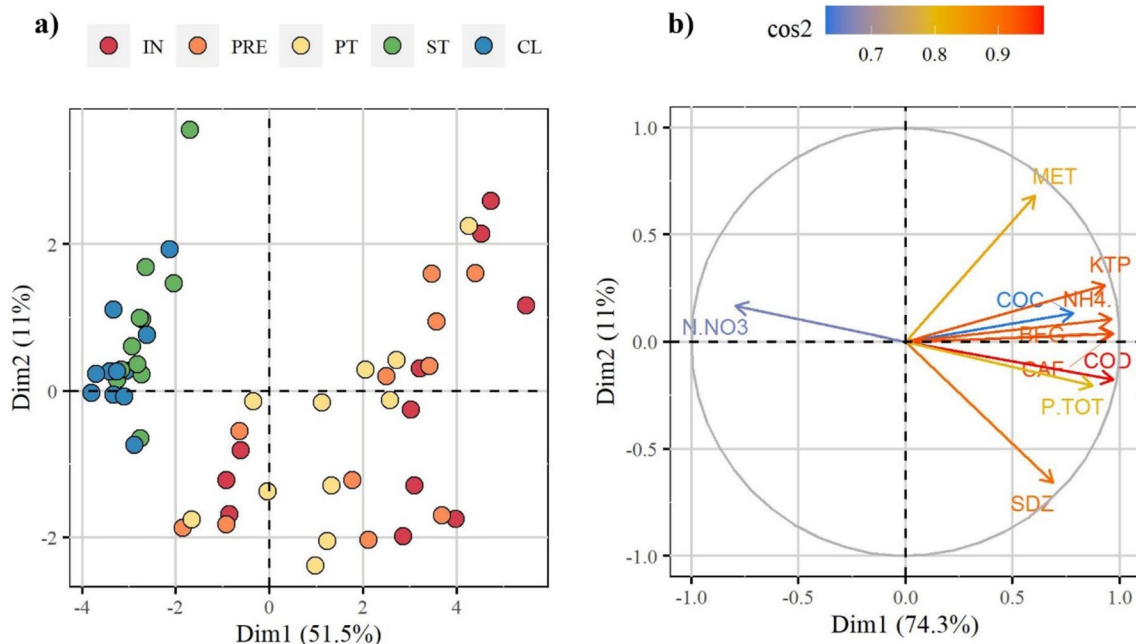 a)
IN PRE PT ST CL
2
0
-2
-4 -2 0 2 4
Dim2 (11%)
Dim1 (51.5%)
b)
cos2
0.7 0.8 0.9
1.0
0.5
0.0
-0.5
-1.0
-1.0 -0.5 0.0 0.5 1.0
Dim2 (11%)
Dim1 (74.3%)
MET
KTP
COC NH4.
N.NO3
CAF COD
P.TOT
SDZ